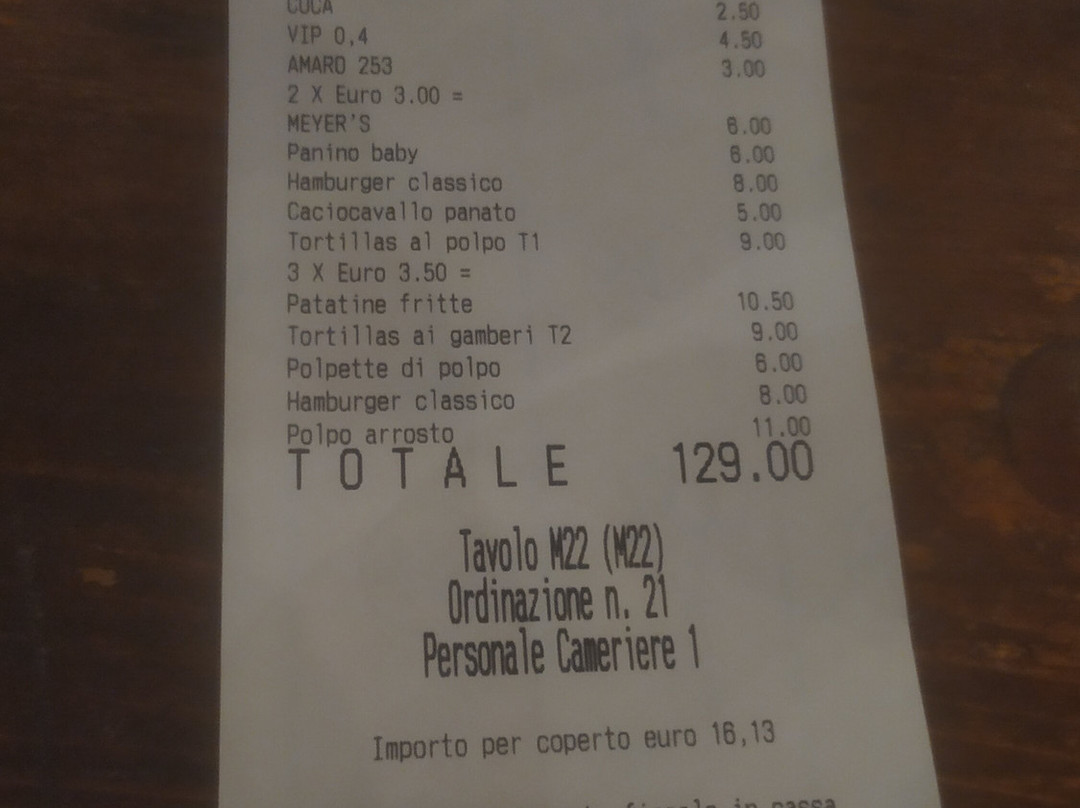 COCA 2.50
VIP 0,4 4.50
AMARO 253 3.00
2 X Euro 3.00 =
MEYER'S 6.00
Panino baby 6.00
Hamburger classico 8.00
Caciocavallo panato 5.00
Tortillas al polpo T1 9.00
3 X Euro 3.50 =
Patatine fritte 10.50
Tortillas ai gamberi T2 9.00
Polpette di polpo 6.00
Hamburger classico 8.00
Polpo arrosto 11.00
TOTALE 129.00
Tavolo M22 (M22)
Ordinazione n. 21
Personale Cameriere 1
Importo per coperto euro 16,13
in cassa